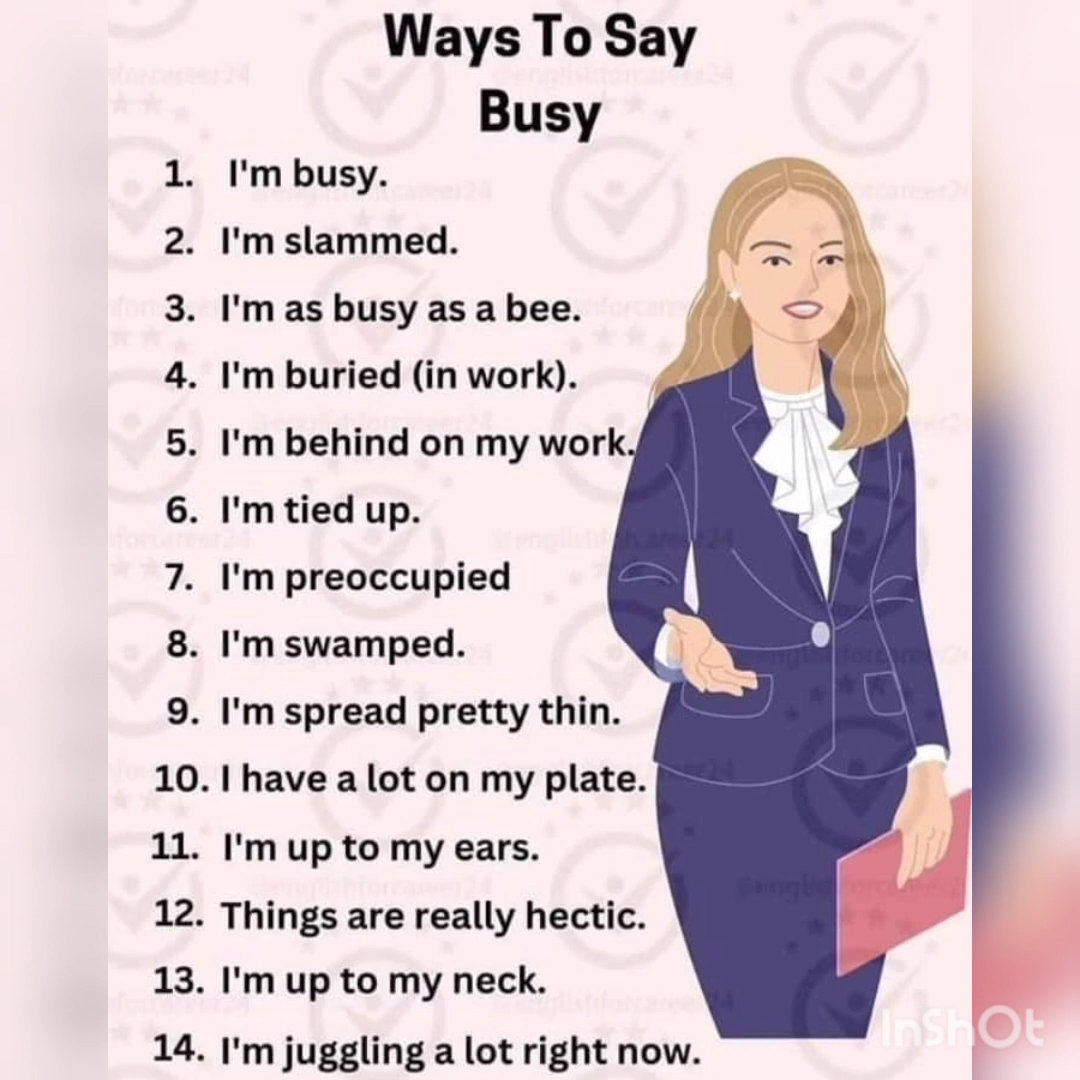 Ways To Say
Busy
1. I'm busy.
2. I'm slammed.
3. I'm as busy as a bee.
4. I'm buried (in work).
5. I'm behind on my work.
6. I'm tied up.
7. I'm preoccupied
8. I'm swamped.
9. I'm spread pretty thin.
10. I have a lot on my plate.
11. I'm up to my ears.
12. Things are really hectic.
13. I'm up to my neck.
14. I'm juggling a lot right now.
InShOt